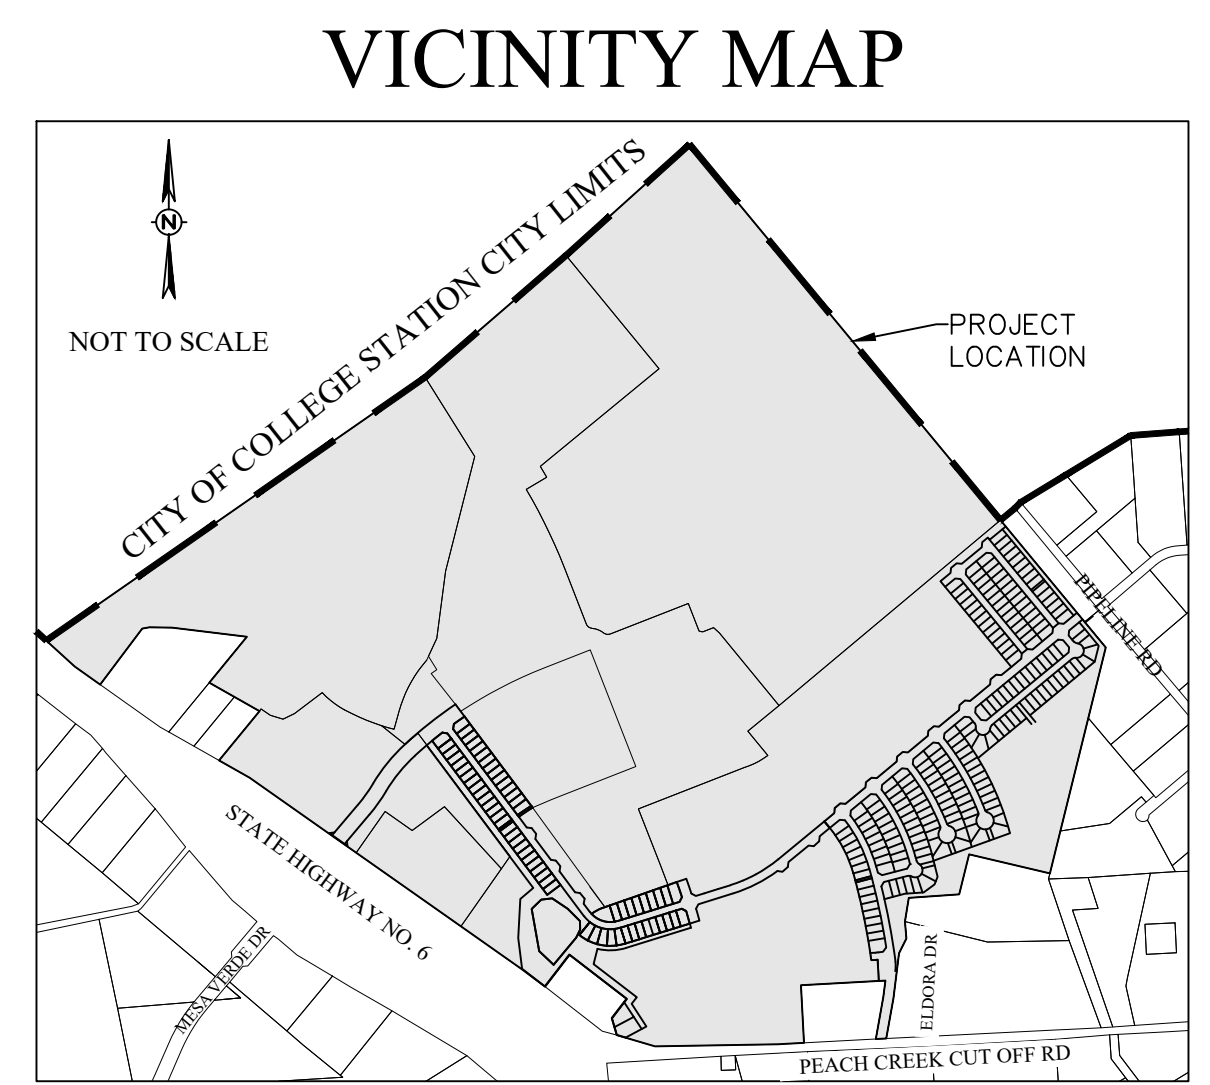 VICINITY MAP
CITY OF COLLEGE STATION CITY LIMITS
N
NOT TO SCALE
PROJECT
LOCATION
PIPELINE RD
STATE HIGHWAY NO. 6
MESA VERDE DR
ELDORA DR
PEACH CREEK CUT OFF RD